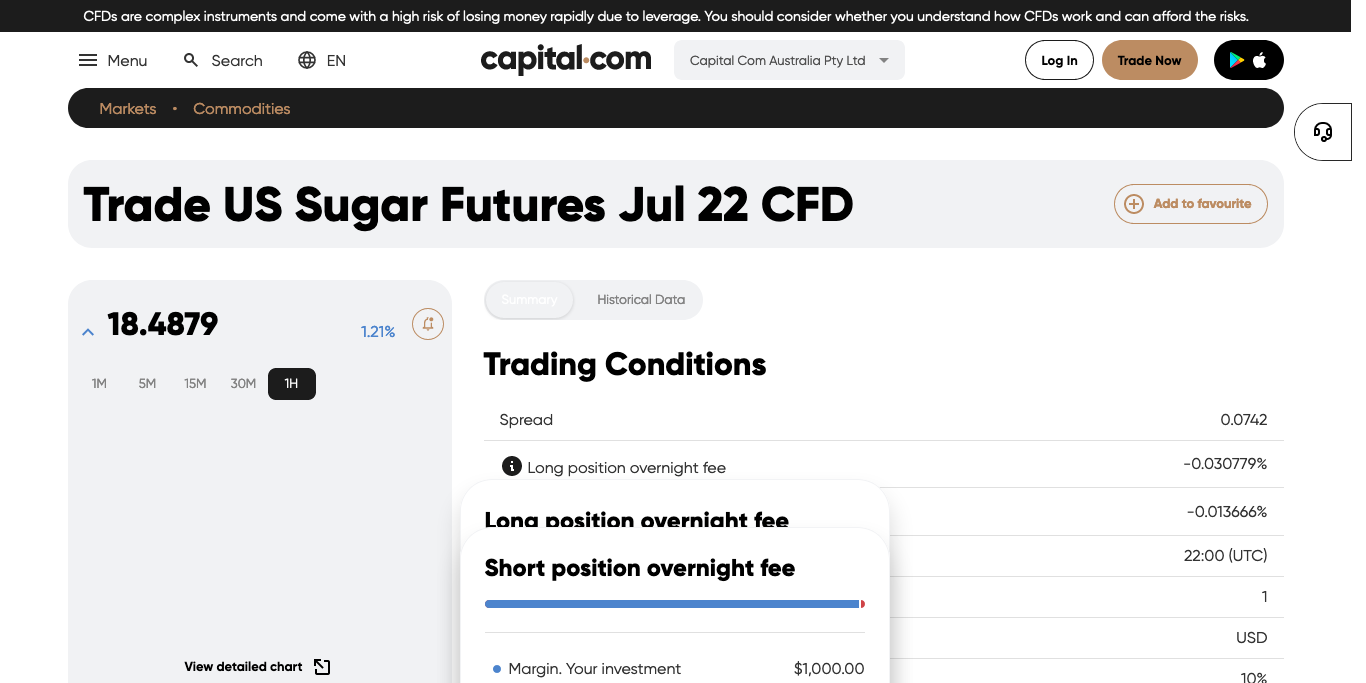 CFDs are complex instruments and come with a high risk of losing money rapidly due to leverage. You should consider whether you understand how CFDs work and can afford the risks.
Menu Search EN capital.com Capital Com Australia Pty Ltd Log In Trade Now
Markets • Commodities
Trade US Sugar Futures Jul 22 CFD
Add to favourite
18.4879 1.21%
1M 5M 15M 30M 1H
View detailed chart
Summary Historical Data
Trading Conditions
Spread 0.0742
Long position overnight fee -0.030779%
-0.013666%
22:00 (UTC)
1
USD
10%
Long position overnight fee
Short position overnight fee
Margin. Your investment $1,000.00